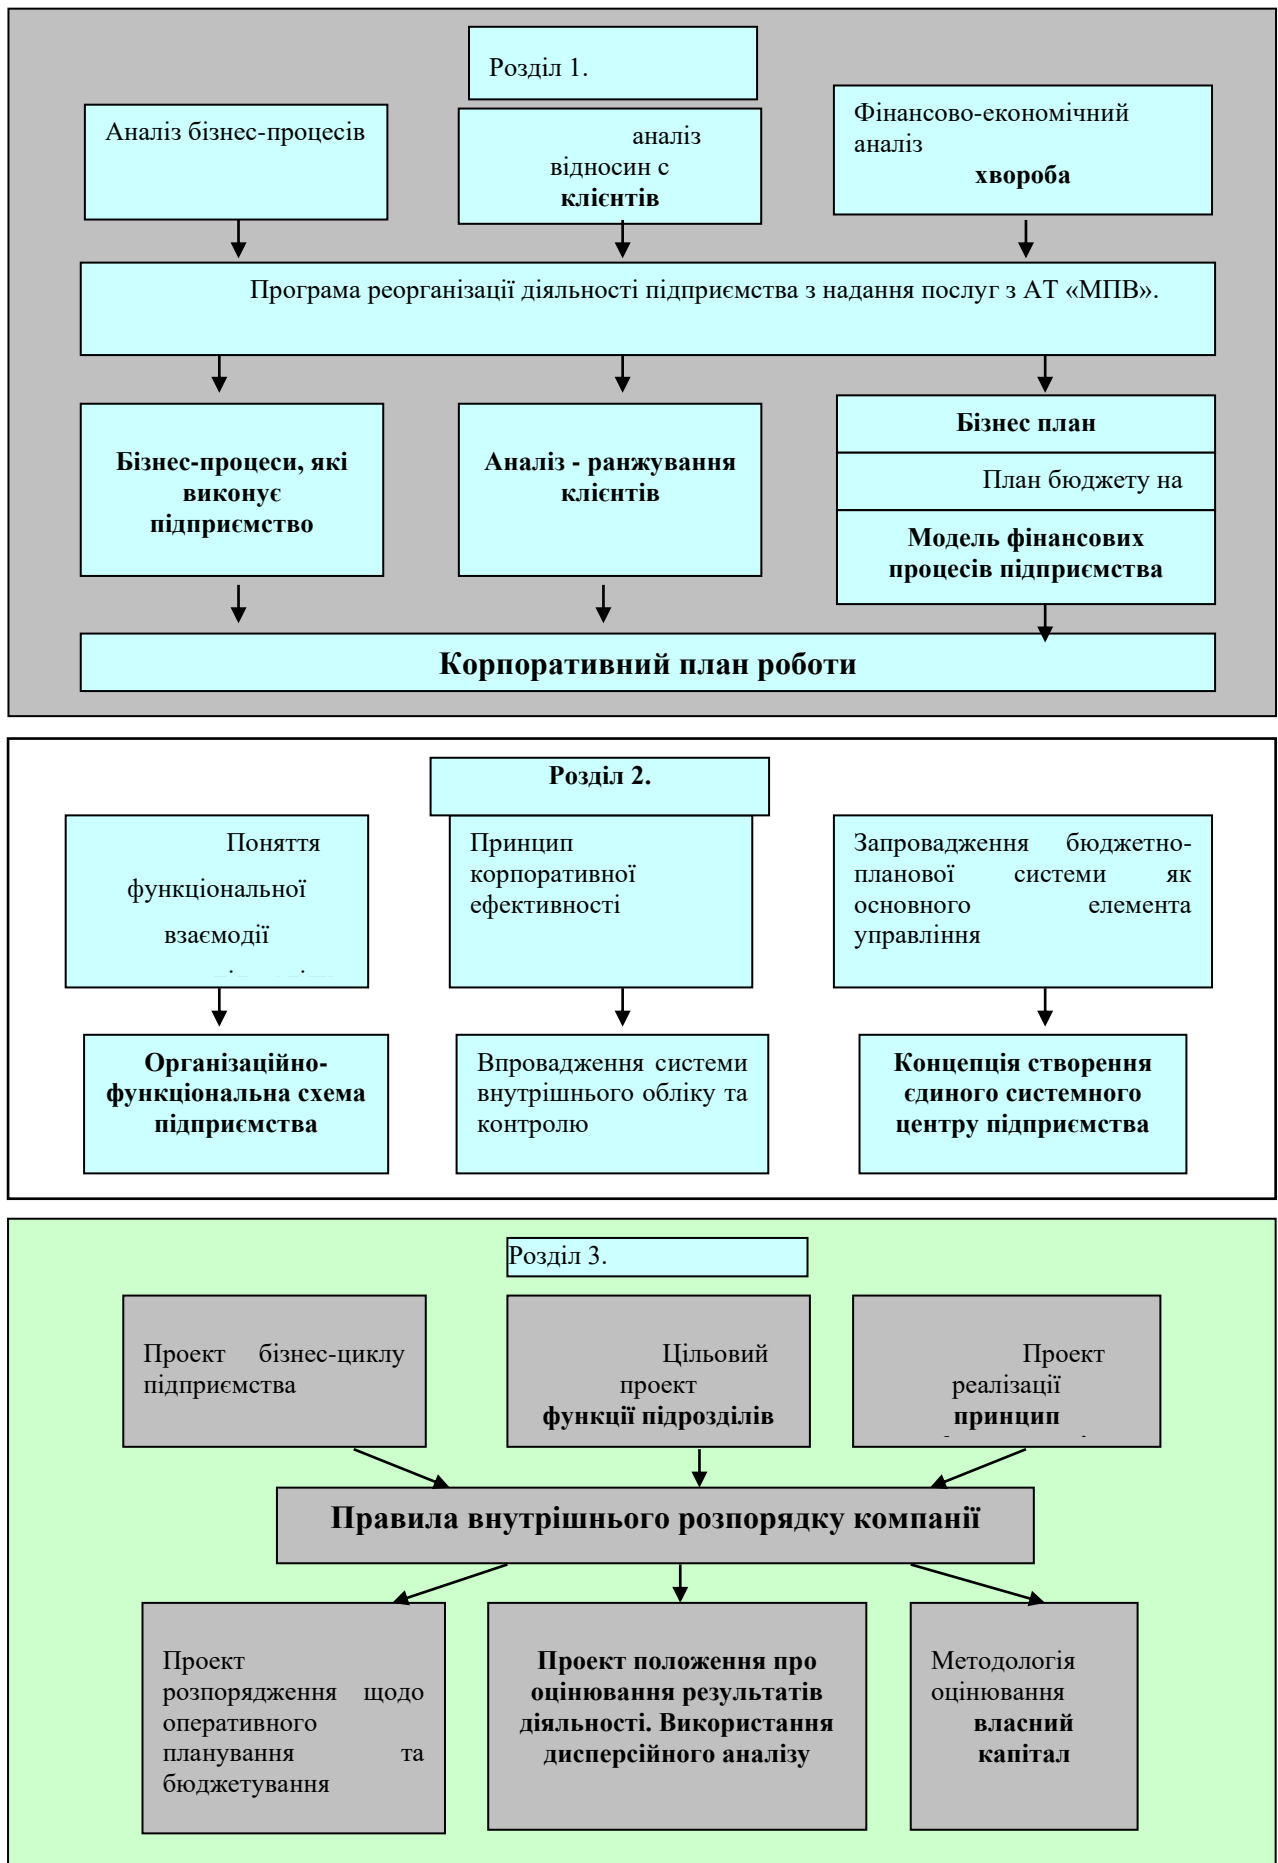 Розділ 1.
Аналіз бізнес-процесів
аналіз
відносин с
клієнтів
Фінансово-економічний
аналіз
хвороба
Програма реорганізації діяльності підприємства з надання послуг з АТ «МПВ».
Бізнес-процеси, які
виконує
підприємство
Аналіз - ранжування
клієнтів
Бізнес план
План бюджету на
Модель фінансових
процесів підприємства
Корпоративний план роботи
Розділ 2.
Поняття
функціональної
взаємодії
Принцип
корпоративної
ефективності
Запровадження бюджетно-
планової системи як
основного елемента
управління
Організаційно-
функціональна схема
підприємства
Впровадження системи
внутрішнього обліку та
контролю
Концепція створення
єдиного системного
центру підприємства
Розділ 3.
Проект бізнес-циклу
підприємства
Цільовий
проект
функції підрозділів
Проект
реалізації
принцип
Правила внутрішнього розпорядку компанії
Проект
розпорядження щодо
оперативного
планування та
бюджетування
Проект положення про
оцінювання результатів
діяльності. Використання
дисперсійного аналізу
Методологія
оцінювання
власний
капітал